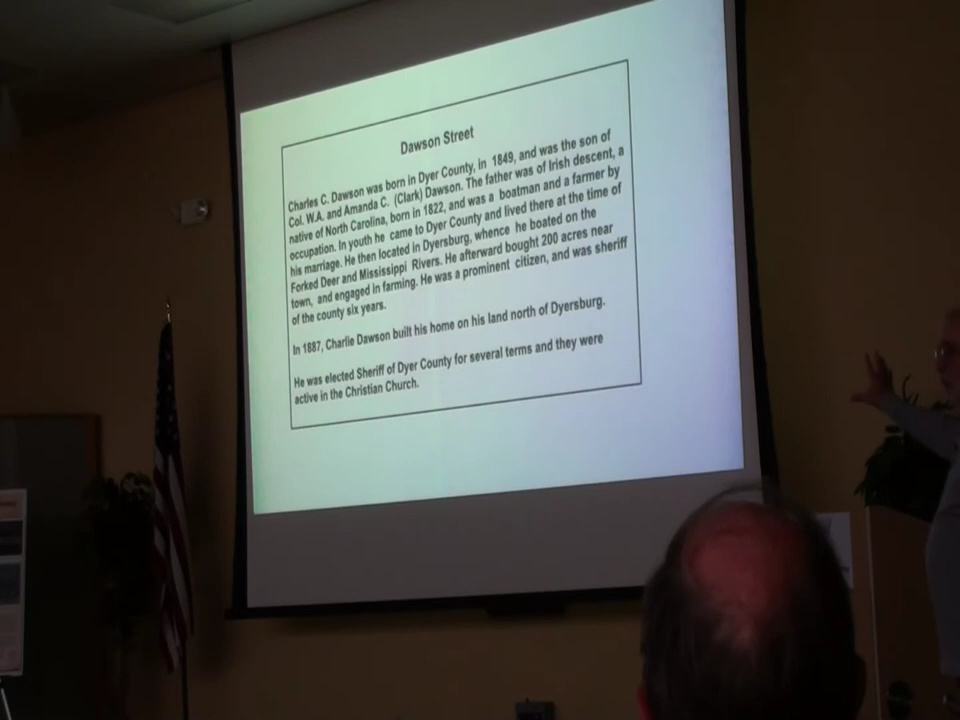 Dawson Street
Charles C. Dawson was born in Dyer County, in 1849, and was the son of
Col. W.A. and Amanda C. (Clark) Dawson. The father was of Irish descent, a
native of North Carolina, born in 1822, and was a boatman and a farmer by
occupation. In youth he came to Dyer County and lived there at the time of
his marriage. He then located in Dyersburg, whence he boated on the
Forked Deer and Mississippi Rivers. He afterward bought 200 acres near
town, and engaged in farming. He was a prominent citizen, and was sheriff
of the county six years.
In 1887, Charlie Dawson built his home on his land north of Dyersburg.
He was elected Sheriff of Dyer County for several terms and they were
active in the Christian Church.